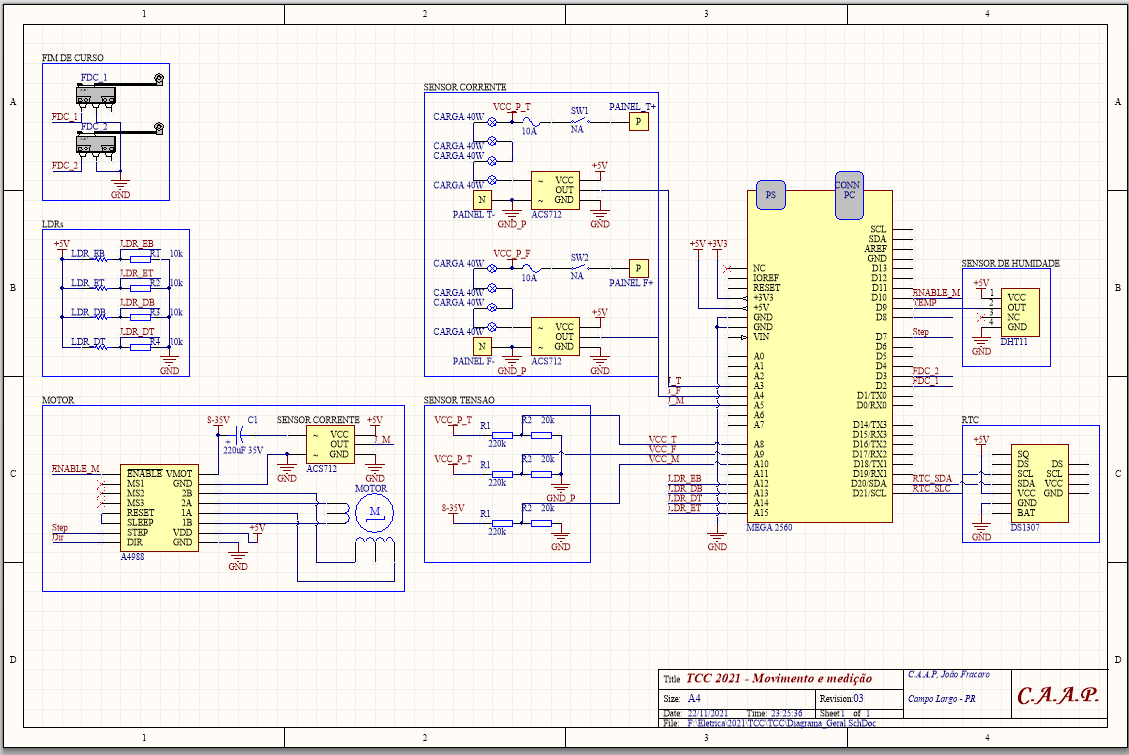 1 2 3 4
A
B
C
D
FIM DE CURSO
FDC_1
FDC_1
FDC_2
FDC_2
GND
LDRs
+5V
LDR_EB
LDR_EB R1 10k
LDR_ET
LDR_ET R2 10k
LDR_DB
LDR_DB R3 10k
LDR_DT
LDR_DT R4 10k
GND
MOTOR
8-35V C1
220uF 35V
SENSOR CORRENTE +5V
~ VCC
OUT
~ GND
ACS712
GND
GND
I_M
ENABLE_M
ENABLE VMOT
MS1 GND
MS2 2B
MS3 2A
RESET 1A
SLEEP 1B
STEP VDD
DIR GND
A4988
Step
Dir
+5V
GND
MOTOR
M
SENSOR CORRENTE
VCC_P_T SW1 PAINEL_T+
CARGA 40W
10A NA P
CARGA 40W
CARGA 40W
CARGA 40W
+5V
~ VCC
OUT
~ GND
N
PAINEL T- GND_P ACS712 GND
VCC_P_F SW2
CARGA 40W
10A NA P
PAINEL F+
CARGA 40W
CARGA 40W
CARGA 40W
+5V
~ VCC
OUT
~ GND
N
PAINEL F- GND_P ACS712 GND
SENSOR TENSAO
VCC_P_T R1 R2 20k
220k
VCC_P_T R1 R2 20k
220k
GND_P
8-35V R1 R2 20k
220k
GND
I_T
I_F
I_M
VCC_T
VCC_F
VCC_M
LDR_EB
LDR_DB
LDR_DT
LDR_ET
+5V +3V3
GND
PS
CONN
PC
NC
IOREF
RESET
+3V3
+5V
GND
GND
VIN
A0
A1
A2
A3
A4
A5
A6
A7
A8
A9
A10
A11
A12
A13
A14
A15
SCL
SDA
AREF
GND
D13
D12
D11
D10
D9
D8
D7
D6
D5
D4
D3
D2
D1/TX0
D0/RX0
D14/TX3
D15/RX3
D16/TX2
D17/RX2
D18/TX1
D19/RX1
D20/SDA
D21/SCL
MEGA 2560
ENABLE_M
TEMP
Step
FDC_2
FDC_1
RTC_SDA
RTC_SLC
SENSOR DE HUMIDADE
+5V
1 VCC
2 OUT
3 NC
4 GND
GND
DHT11
RTC
+5V
SQ
DS DS
SCL SCL
SDA VCC
VCC GND
GND
BAT
GND
DS1307
Title TCC 2021 - Movimento e medição
Size: A4 Revision:03
Date: 22/11/2021 Time: 23:25:36 Sheet 1 of 1
File: F:\Eletrica\2021\TCC\TCC\Diagrama_Geral.SchDoc
C.A.A.P, João Fracaro
Campo Largo - PR
C.A.A.P.
A
B
C
D
1 2 3 4